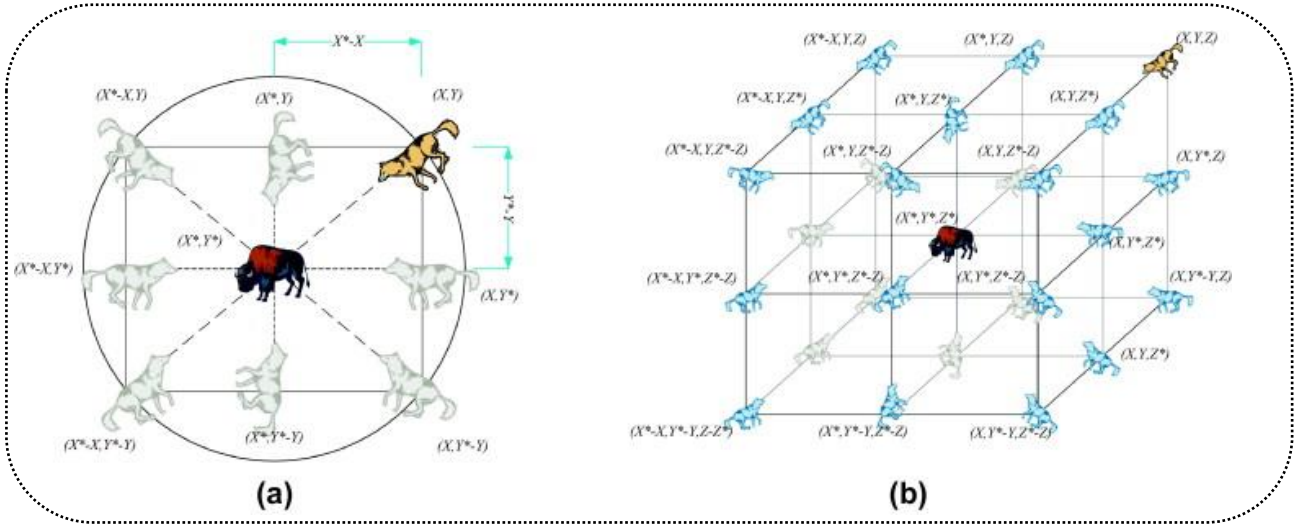 X*-X
(X*-X,Y)
(X*,Y)
(X,Y)
Y*-Y
(X*,Y*)
(X*-X,Y*)
(X,Y*)
(X*-X,Y*-Y)
(X*,Y*-Y)
(X,Y*-Y)
(a)
(X*-X,Y,Z)
(X*,Y,Z)
(X,Y,Z)
(X*-X,Y,Z*)
(X*,Y,Z*)
(X,Y,Z*)
(X*-X,Y,Z*-Z)
(X*,Y,Z*-Z)
(X,Y,Z*-Z)
(X,Y*,Z)
(X*,Y*,Z*)
(X,Y*,Z*)
(X*-X,Y*,Z*-Z)
(X*,Y*,Z*-Z)
(X,Y*,Z*-Z)
(X,Y*-Y,Z)
(X,Y,Z*)
(X*-X,Y*-Y,Z-Z*)
(X*,Y*-Y,Z*-Z)
(X,Y*-Y,Z*-Z)
(b)